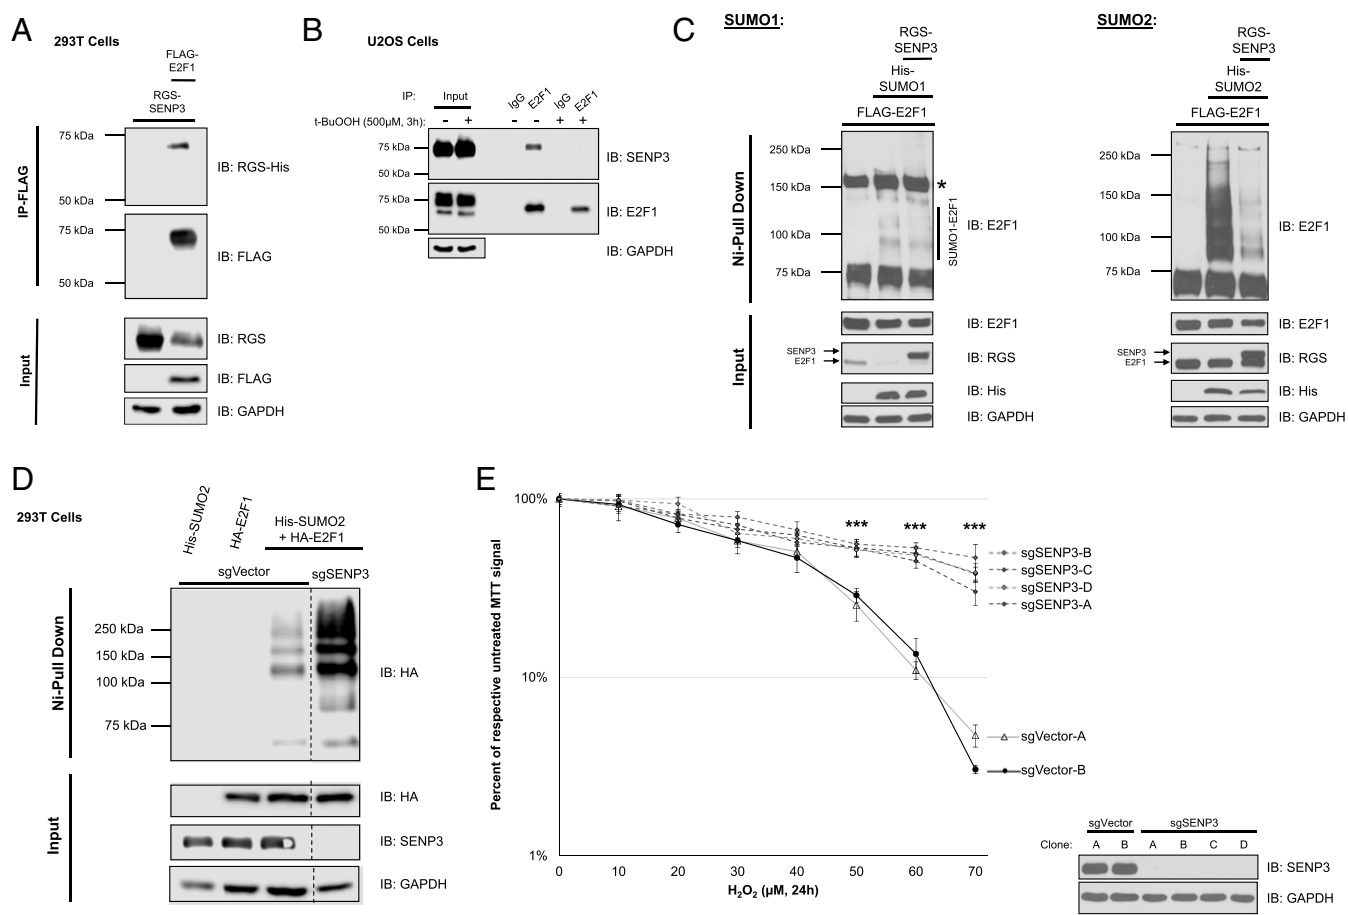 A
293T Cells
FLAG-
E2F1
RGS-
SENP3
IP-FLAG
75 kDa
50 kDa
IB: RGS-His
75 kDa
50 kDa
IB: FLAG
Input
IB: RGS
IB: FLAG
IB: GAPDH
B
U2OS Cells
IP: Input IgG E2F1 IgG E2F1
t-BuOOH (500µM, 3h): - + - - + +
75 kDa
50 kDa
IB: SENP3
75 kDa
50 kDa
IB: E2F1
IB: GAPDH
C
SUMO1:
RGS-
SENP3
His-
SUMO1
FLAG-E2F1
Ni-Pull Down
250 kDa
150 kDa
100 kDa
75 kDa
*
SUMO1-E2F1
IB: E2F1
Input
IB: E2F1
SENP3
E2F1
IB: RGS
IB: His
IB: GAPDH
SUMO2:
RGS-
SENP3
His-
SUMO2
FLAG-E2F1
250 kDa
150 kDa
100 kDa
75 kDa
IB: E2F1
IB: E2F1
SENP3
E2F1
IB: RGS
IB: His
IB: GAPDH
D
293T Cells
His-SUMO2
HA-E2F1
His-SUMO2
+ HA-E2F1
sgVector sgSENP3
Ni-Pull Down
250 kDa
150 kDa
100 kDa
75 kDa
IB: HA
Input
IB: HA
IB: SENP3
IB: GAPDH
E
Percent of respective untreated MTT signal
100%
10%
1%
*** *** ***
sgSENP3-B
sgSENP3-C
sgSENP3-D
sgSENP3-A
sgVector-A
sgVector-B
0 10 20 30 40 50 60 70
H2O2 (µM, 24h)
sgVector sgSENP3
Clone: A B A B C D
IB: SENP3
IB: GAPDH